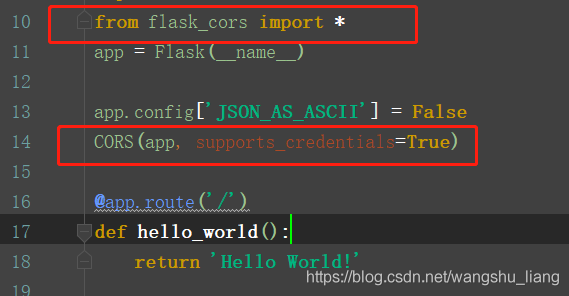 10 from flask_cors import *
11 app = Flask(__name__)
12
13 app.config['JSON_AS_ASCII'] = False
14 CORS(app, supports_credentials=True)
15
16 @app.route('/')
17 def hello_world():
18 return 'Hello World!'
https://blog.csdn.net/wangshu_liang